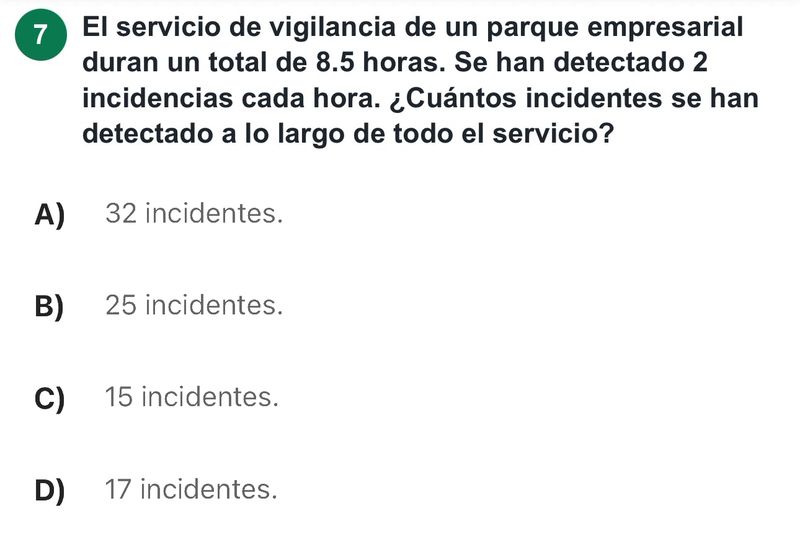 7 El servicio de vigilancia de un parque empresarial
duran un total de 8.5 horas. Se han detectado 2
incidencias cada hora. ¿Cuántos incidentes se han
detectado a lo largo de todo el servicio?
A) 32 incidentes.
B) 25 incidentes.
C) 15 incidentes.
D) 17 incidentes.